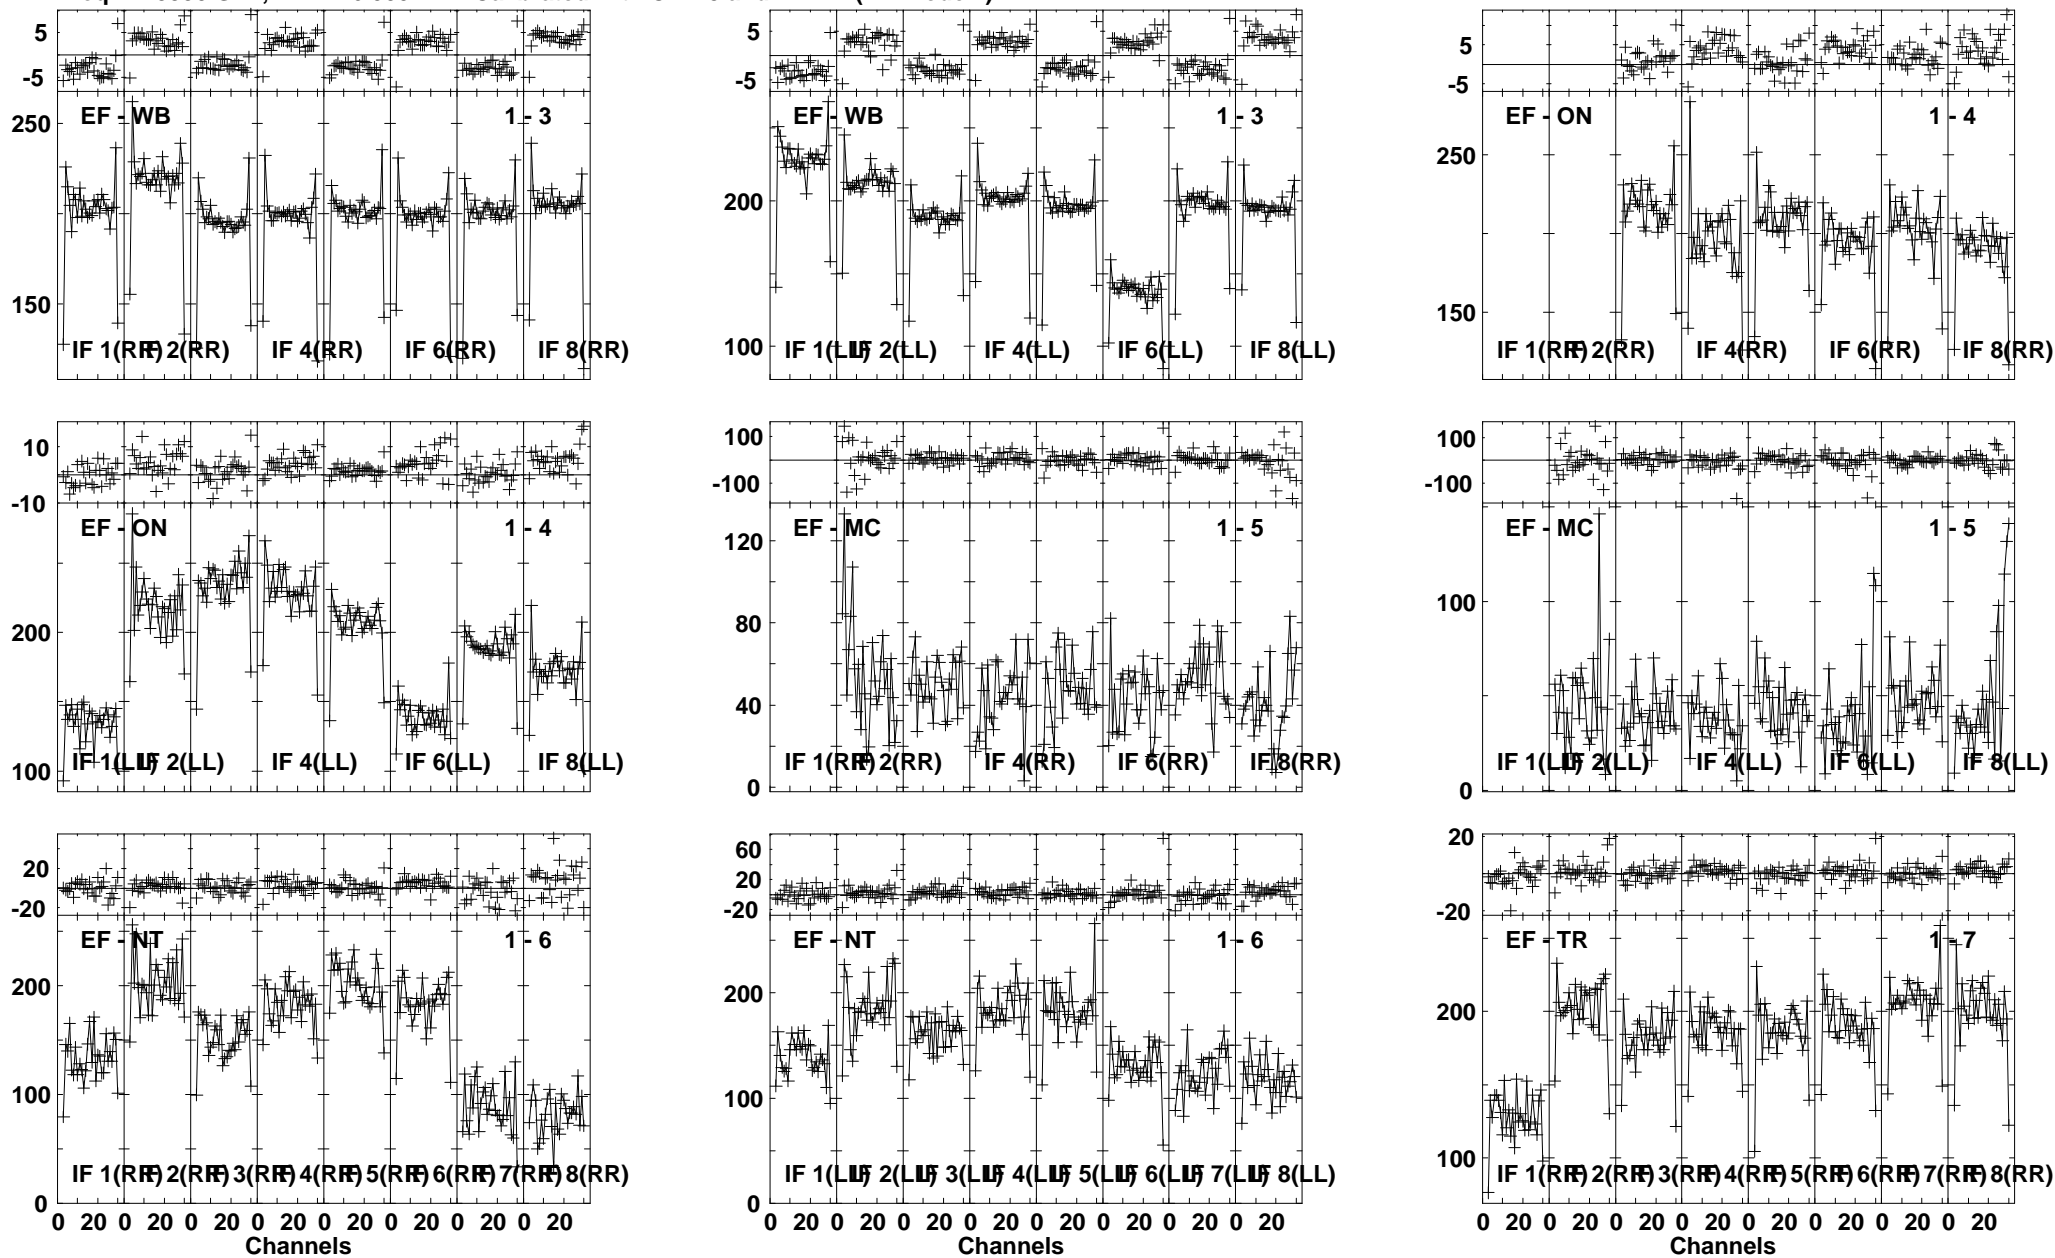 5
-5
250
150
EF - WB
1 - 3
IF 1(RR)
IF 2(RR)
IF 4(RR)
IF 6(RR)
IF 8(RR)
5
-5
200
100
EF - WB
1 - 3
IF 1(LL)
IF 2(LL)
IF 4(LL)
IF 6(LL)
IF 8(LL)
5
-5
250
150
EF - ON
1 - 4
IF 1(RR)
IF 2(RR)
IF 4(RR)
IF 6(RR)
IF 8(RR)
10
-10
200
100
EF - ON
1 - 4
IF 1(LL)
IF 2(LL)
IF 4(LL)
IF 6(LL)
IF 8(LL)
100
-100
120
80
40
0
EF - MC
1 - 5
IF 1(RR)
IF 2(RR)
IF 4(RR)
IF 6(RR)
IF 8(RR)
100
-100
100
0
EF - MC
1 - 5
IF 1(LL)
IF 2(LL)
IF 4(LL)
IF 6(LL)
IF 8(LL)
20
-20
200
100
0
EF - NT
1 - 6
IF 1(RR)
IF 2(RR)
IF 3(RR)
IF 4(RR)
IF 5(RR)
IF 6(RR)
IF 7(RR)
IF 8(RR)
0 20 0 20 0 20 0 20 0 20 0 20 0 20 0 20
Channels
60
20
-20
200
100
0
EF - NT
1 - 6
IF 1(LL)
IF 2(LL)
IF 3(LL)
IF 4(LL)
IF 5(LL)
IF 6(LL)
IF 7(LL)
IF 8(LL)
0 20 0 20 0 20 0 20 0 20 0 20 0 20 0 20
Channels
20
-20
200
100
EF - TR
1 - 7
IF 1(RR)
IF 2(RR)
IF 3(RR)
IF 4(RR)
IF 5(RR)
IF 6(RR)
IF 7(RR)
IF 8(RR)
0 20 0 20 0 20 0 20 0 20 0 20 0 20 0 20
Channels